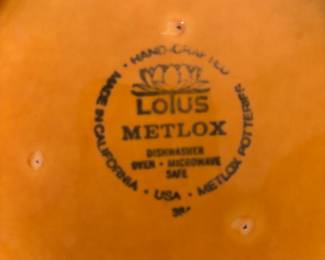 HAND-CRAFTED
LOTUS
METLOX
DISHWASHER
OVEN • MICROWAVE
SAFE
MADE IN CALIFORNIA • USA • METLOX POTTERIES